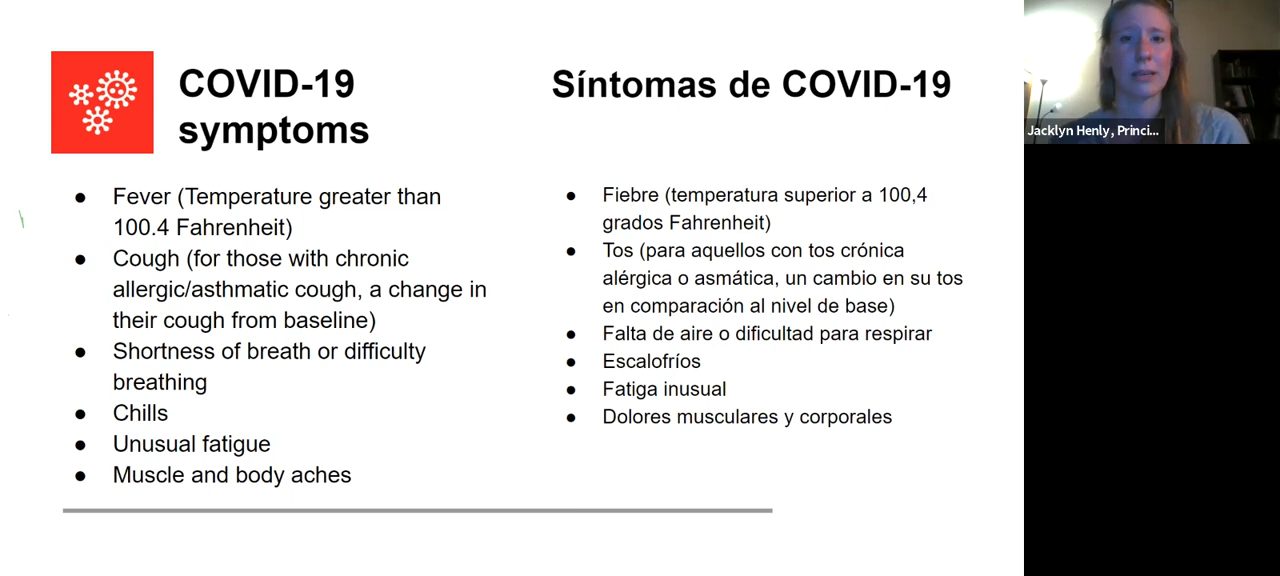 COVID-19
symptoms
Fever (Temperature greater than
100.4 Fahrenheit)
Cough (for those with chronic
allergic/asthmatic cough, a change in
their cough from baseline)
Shortness of breath or difficulty
breathing
Chills
Unusual fatigue
Muscle and body aches
Síntomas de COVID-19
Fiebre (temperatura superior a 100,4
grados Fahrenheit)
Tos (para aquellos con tos crónica
alérgica o asmática, un cambio en su tos
en comparación al nivel de base)
Falta de aire o dificultad para respirar
Escalofríos
Fatiga inusual
Dolores musculares y corporales
Jacklyn Henly, Princi...